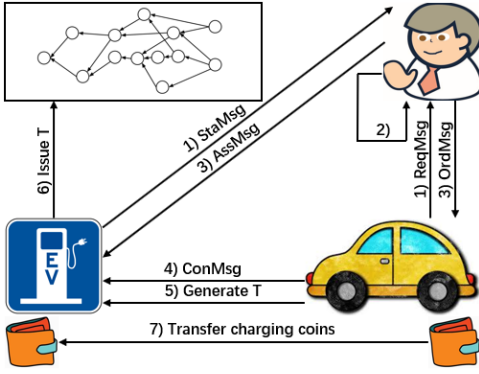 1) StaMsg
3) AssMsg
2)
1) ReqMsg
3) OrdMsg
6) Issue T
E
V
4) ConMsg
5) Generate T
7) Transfer charging coins